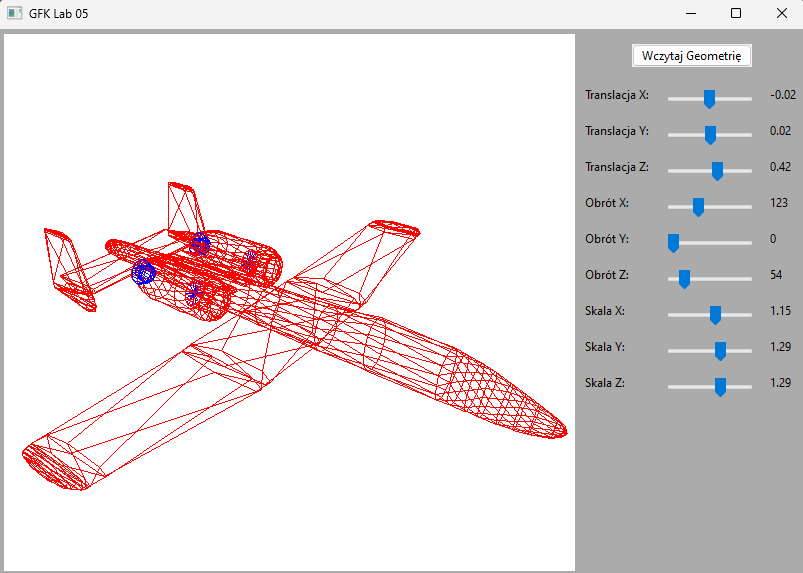 GFK Lab 05
Wczytaj Geometrię
Translacja X: -0.02
Translacja Y: 0.02
Translacja Z: 0.42
Obrót X: 123
Obrót Y: 0
Obrót Z: 54
Skala X: 1.15
Skala Y: 1.29
Skala Z: 1.29